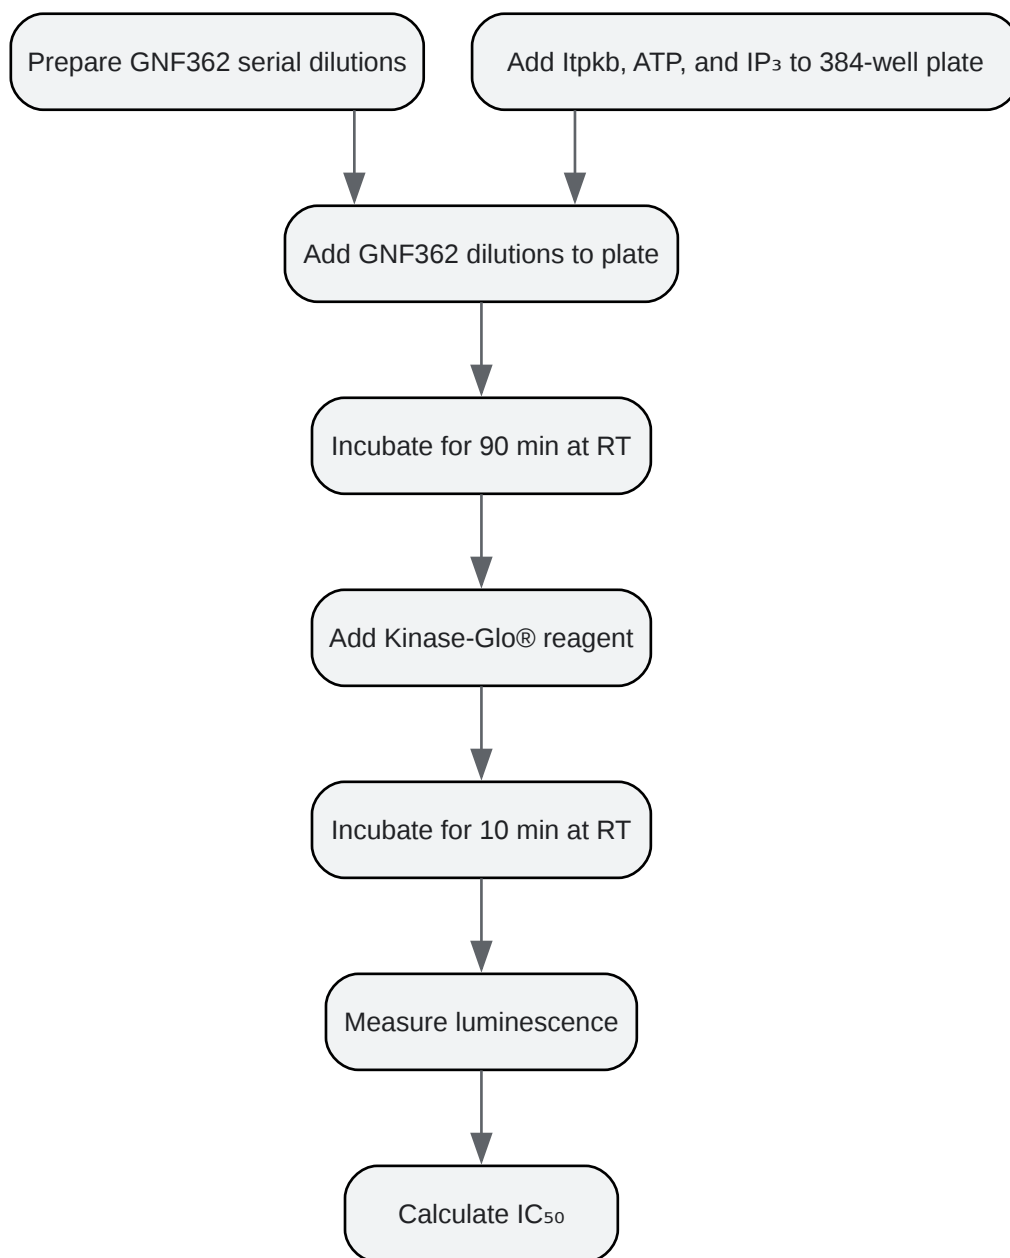 Prepare GNF362 serial dilutions
Add Itpkb, ATP, and IP₃ to 384-well plate
Add GNF362 dilutions to plate
Incubate for 90 min at RT
Add Kinase-Glo® reagent
Incubate for 10 min at RT
Measure luminescence
Calculate IC₅₀